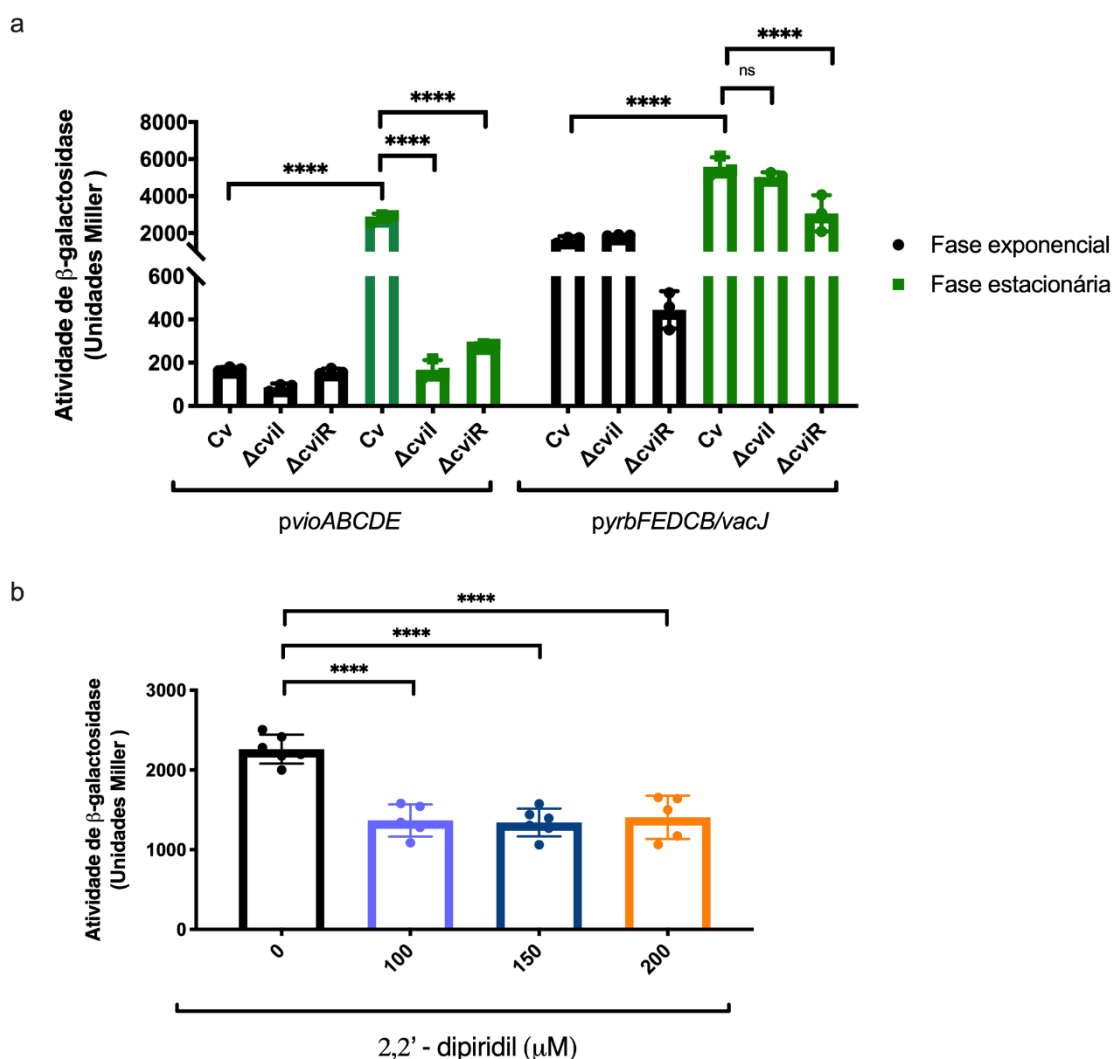 a
****
****
ns
****
****
****
****
Atividade de β-galactosidase
(Unidades Miller )
8000
6000
4000
2000
600
400
200
0
Cv
ΔcviI
ΔcviR
Cv
ΔcviI
ΔcviR
Cv
ΔcviI
ΔcviR
Cv
ΔcviI
ΔcviR
pvioABCDE
pyrbFEDCB/vacJ
Fase exponencial
Fase estacionária
b
****
****
****
Atividade de β-galactosidase
(Unidades Miller )
3000
2000
1000
0
0
100
150
200
2,2' - dipiridil (μM)